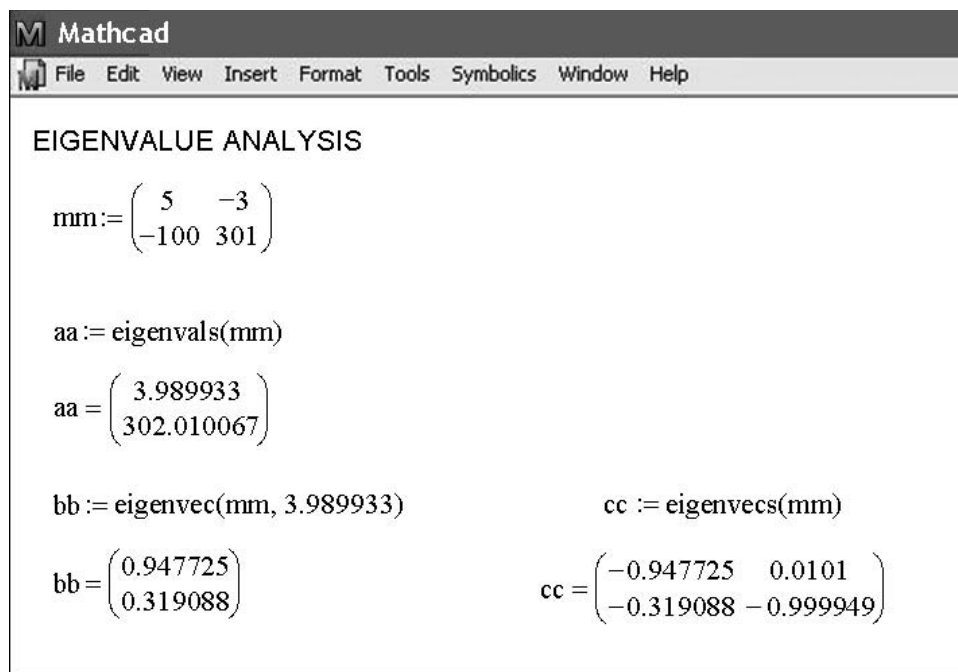 Mathcad
File Edit View Insert Format Tools Symbolics Window Help
EIGENVALUE ANALYSIS
mm := ( 5 −3
−100 301 )
aa := eigenvals(mm)
aa = ( 3.989933
302.010067 )
bb := eigenvec(mm, 3.989933) cc := eigenvecs(mm)
bb = ( 0.947725
0.319088 )
cc = ( −0.947725 0.0101
−0.319088 −0.999949 )